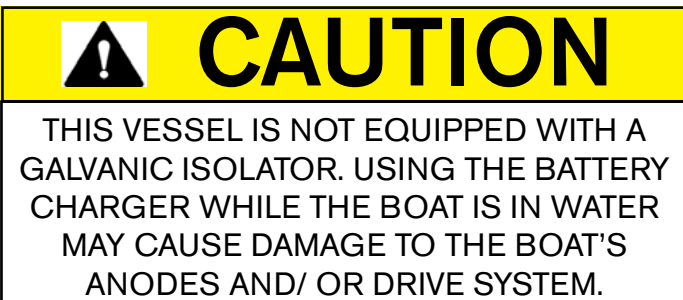 CAUTION
THIS VESSEL IS NOT EQUIPPED WITH A
GALVANIC ISOLATOR. USING THE BATTERY
CHARGER WHILE THE BOAT IS IN WATER
MAY CAUSE DAMAGE TO THE BOAT'S
ANODES AND/ OR DRIVE SYSTEM.